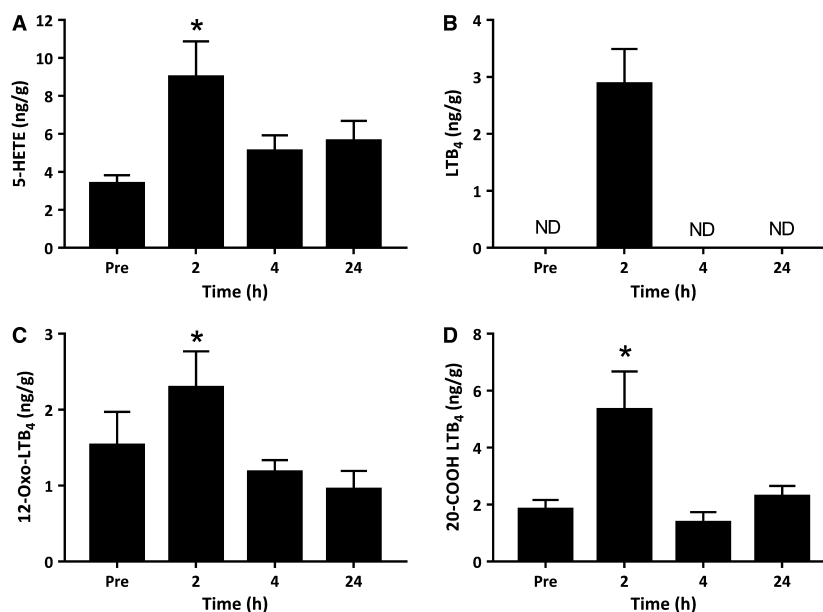 A
5-HETE (ng/g)
12
10
8
6
4
2
0
*
Pre
2
4
24
Time (h)
B
LTB4 (ng/g)
4
3
2
1
0
ND
ND
ND
Pre
2
4
24
Time (h)
C
12-Oxo-LTB4 (ng/g)
3
2
1
0
*
Pre
2
4
24
Time (h)
D
20-COOH LTB4 (ng/g)
8
6
4
2
0
*
Pre
2
4
24
Time (h)